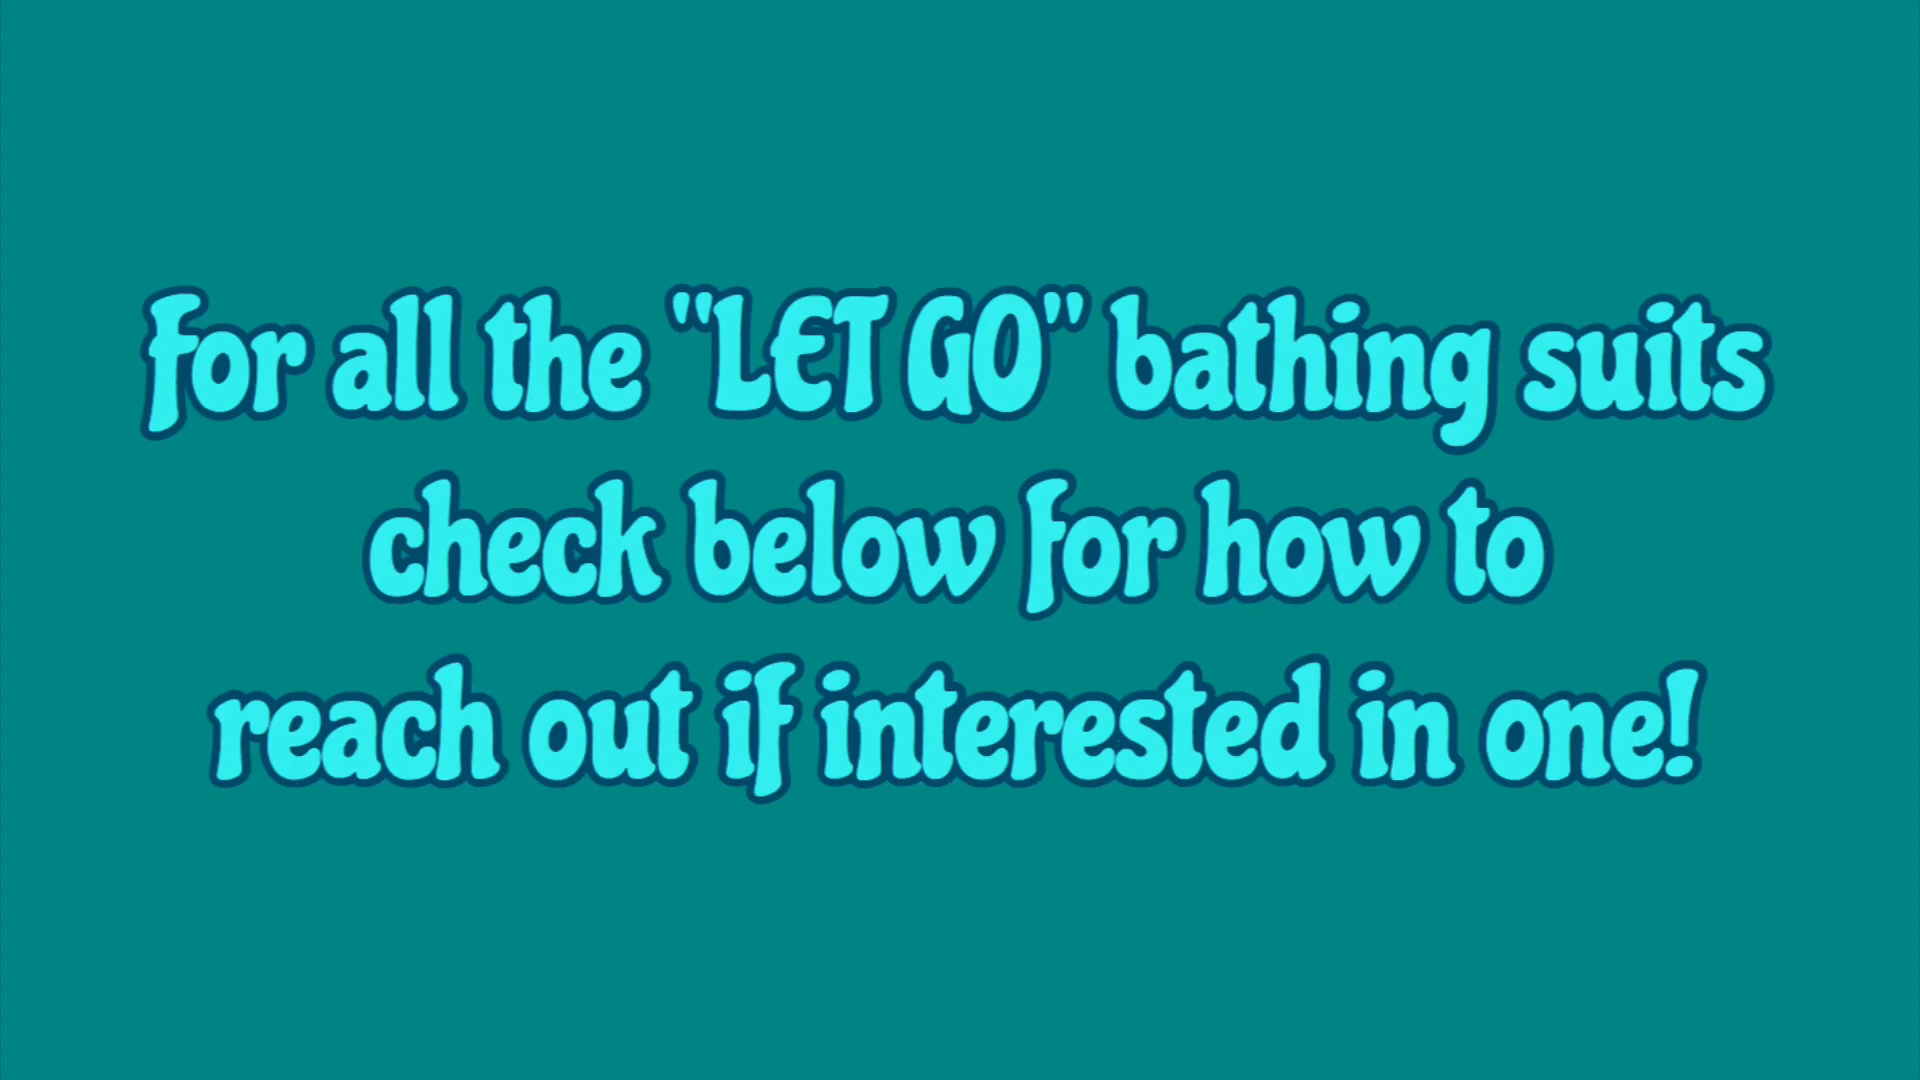 For all the "LET GO" bathing suits
check below for how to
reach out if interested in one!